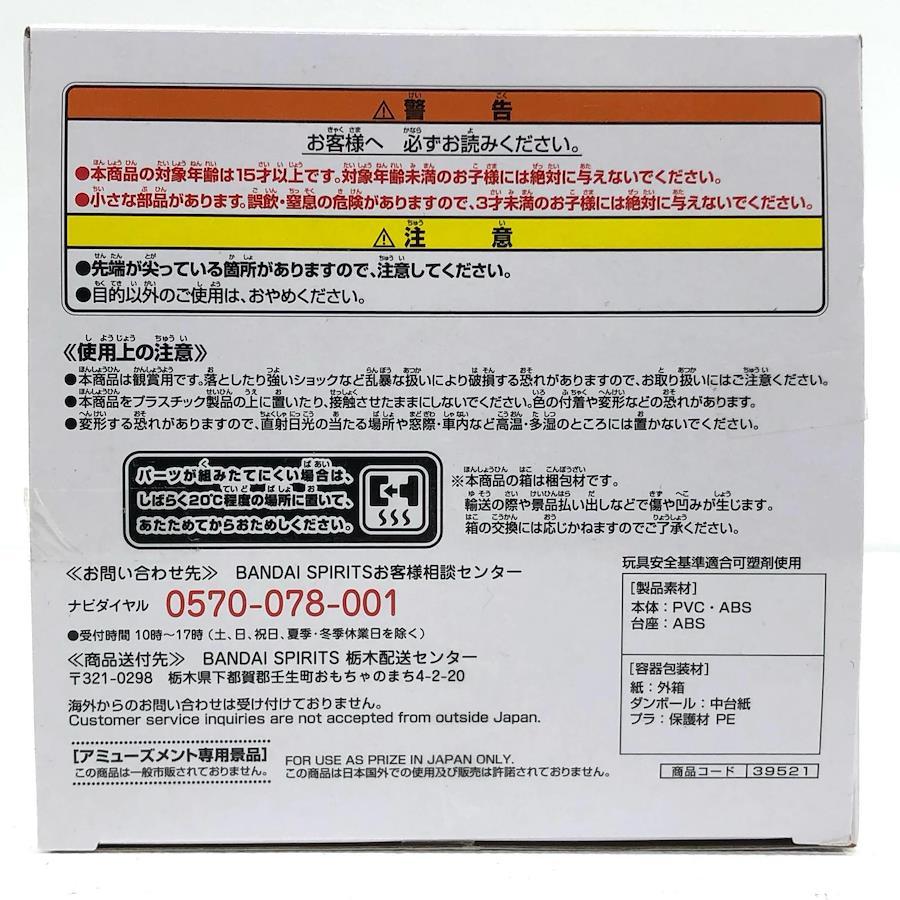 ⚠警告
お客様へ 必ずお読みください。
●本商品の対象年齢は15才以上です。対象年齢未満のお子様には絶対に与えないでください。
●小さな部品があります。誤飲・窒息の危険がありますので、3才未満のお子様には絶対に与えないでください。
⚠注意
●先端が尖っている箇所がありますので、注意してください。
●目的以外のご使用は、おやめください。
《使用上の注意》
●本商品は観賞用です。落としたり強いショックなど乱暴な扱いにより破損する恐れがありますので、お取り扱いにはご注意ください。
●本商品をプラスチック製品の上に置いたり、接触させたままにしないでください。色の付着や変形などの恐れがあります。
●変形する恐れがありますので、直射日光の当たる場所や窓際・車内など高温・多湿のところには置かないでください。
パーツが組みたてにくい場合は、
しばらく20℃程度の場所に置いて、
あたためてからおためしください。
※本商品の箱は梱包材です。
輸送の際や景品払い出しなどで傷や凹みが生じます。
箱の交換には応じかねますのでご了承ください。
≪お問い合わせ先≫ BANDAI SPIRITSお客様相談センター
ナビダイヤル 0570-078-001
●受付時間 10時〜17時(土、日、祝日、夏季・冬季休業日を除く)
≪商品送付先≫ BANDAI SPIRITS 栃木配送センター
〒321-0298 栃木県下都賀郡壬生町おもちゃのまち4-2-20
海外からのお問い合わせは受け付けておりません。
Customer service inquiries are not accepted from outside Japan.
[アミューズメント専用景品]
この商品は一般市販されておりません。
FOR USE AS PRIZE IN JAPAN ONLY.
この商品は日本国外での使用及び販売は許諾されておりません。
玩具安全基準適合可塑剤使用
[製品素材]
本体：PVC・ABS
台座：ABS
[容器包装材]
紙：外箱
ダンボール：中台紙
プラ：保護材 PE
商品コード 39521